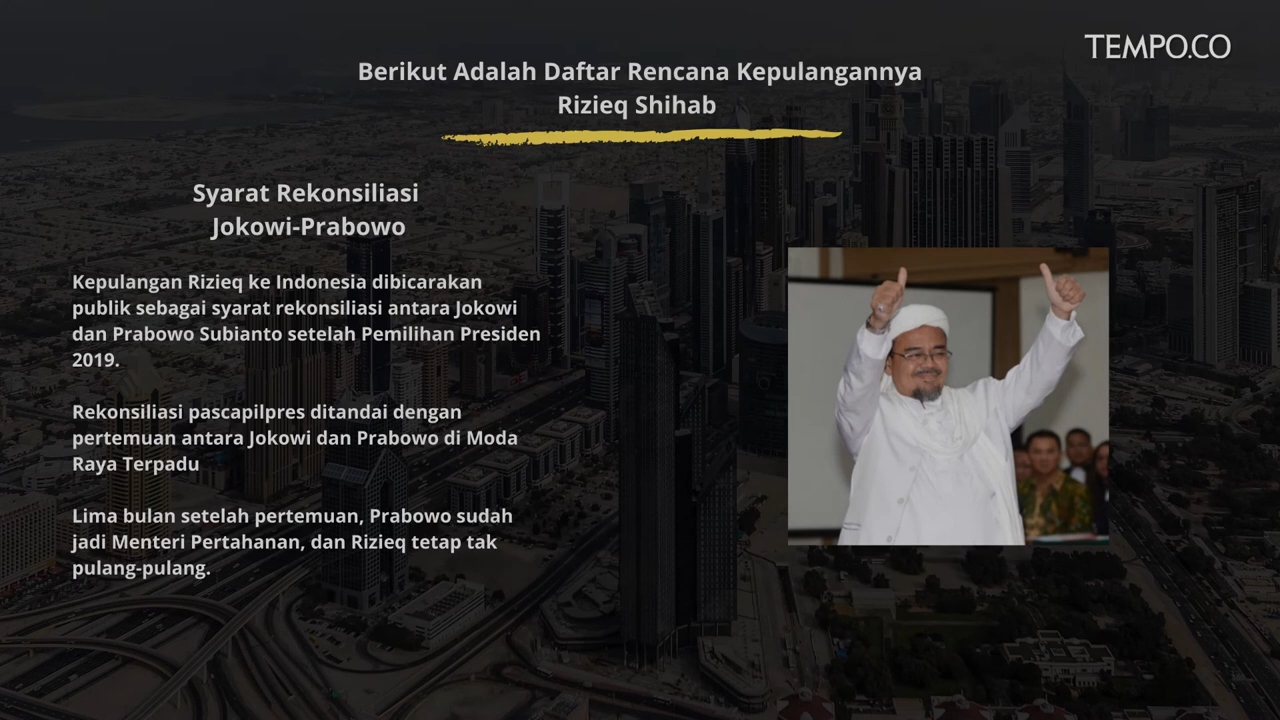 TEMPO.CO
Berikut Adalah Daftar Rencana Kepulangannya
Rizieq Shihab
Syarat Rekonsiliasi
Jokowi-Prabowo
Kepulangan Rizieq ke Indonesia dibicarakan
publik sebagai syarat rekonsiliasi antara Jokowi
dan Prabowo Subianto setelah Pemilihan Presiden
2019.
Rekonsiliasi pascapilpres ditandai dengan
pertemuan antara Jokowi dan Prabowo di Moda
Raya Terpadu
Lima bulan setelah pertemuan, Prabowo sudah
jadi Menteri Pertahanan, dan Rizieq tetap tak
pulang-pulang.